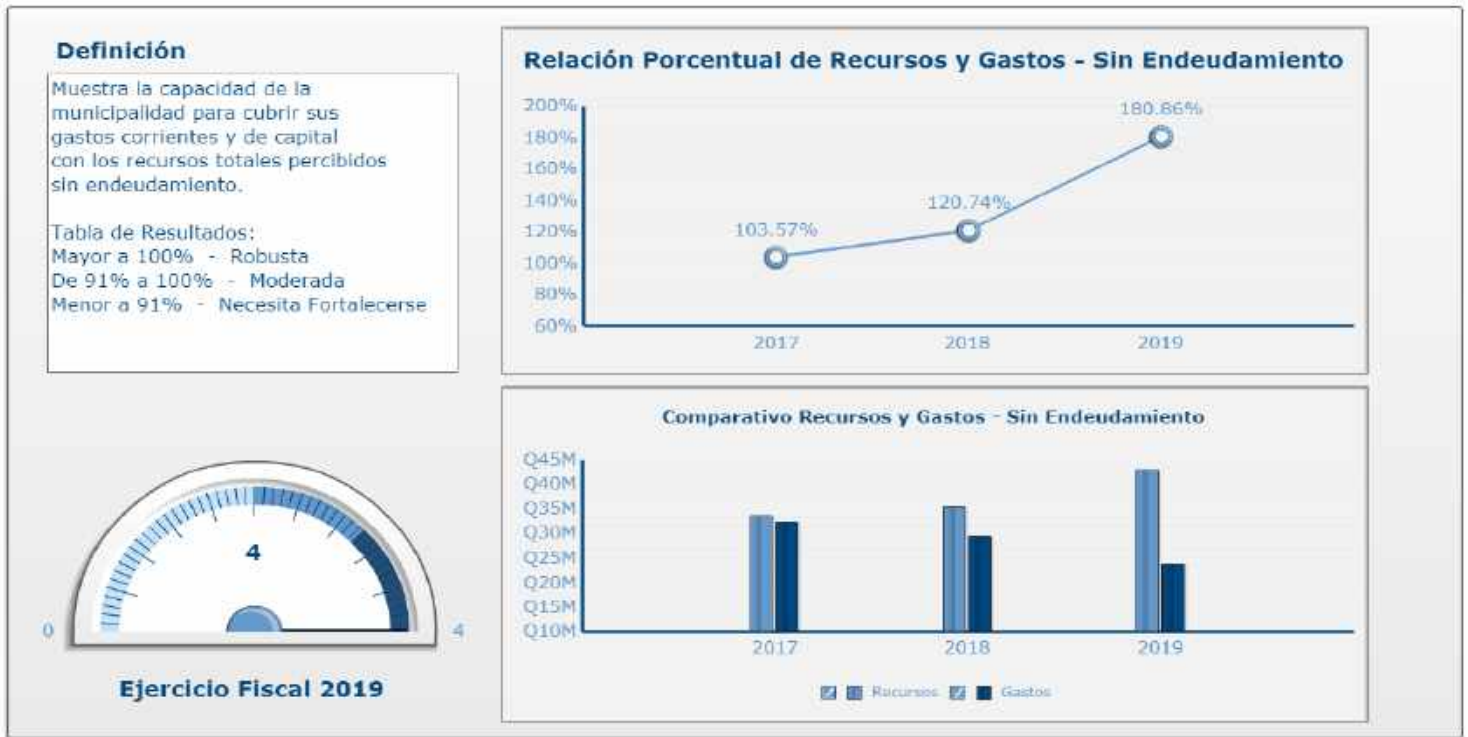 Definición
Muestra la capacidad de la
municipalidad para cubrir sus
gastos corrientes y de capital
con los recursos totales percibidos
sin endeudamiento.
Tabla de Resultados:
Mayor a 100% - Robusta
De 91% a 100% - Moderada
Menor a 91% - Necesita Fortalecerse
4
0
4
Ejercicio Fiscal 2019
Relación Porcentual de Recursos y Gastos - Sin Endeudamiento
200%
180%
160%
140%
120%
100%
80%
60%
103.57%
120.74%
180.86%
2017 2018 2019
Comparativo Recursos y Gastos - Sin Endeudamiento
Q45M
Q40M
Q35M
Q30M
Q25M
Q20M
Q15M
Q10M
2017 2018 2019
Recursos Gastos